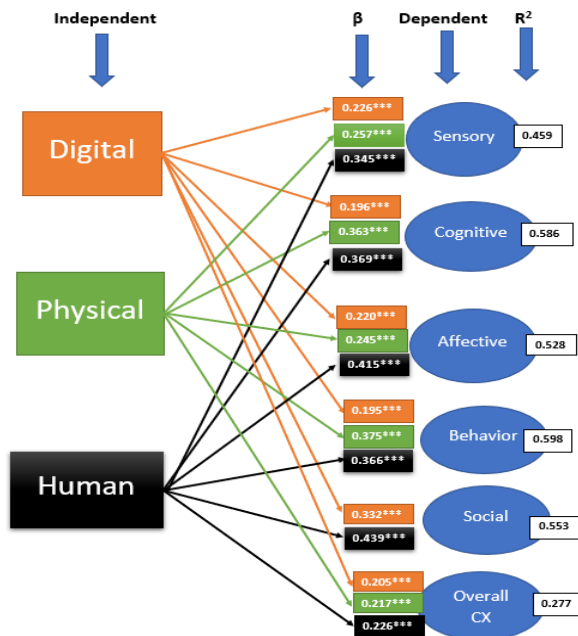 Independent β Dependent R²
Digital
Physical
Human
0.226***
0.257***
0.345***
Sensory
0.459
0.196***
0.363***
0.369***
Cognitive
0.586
0.220***
0.245***
0.415***
Affective
0.528
0.195***
0.375***
0.366***
Behavior
0.598
0.332***
0.439***
Social
0.553
0.205***
0.217***
0.226***
Overall
CX
0.277